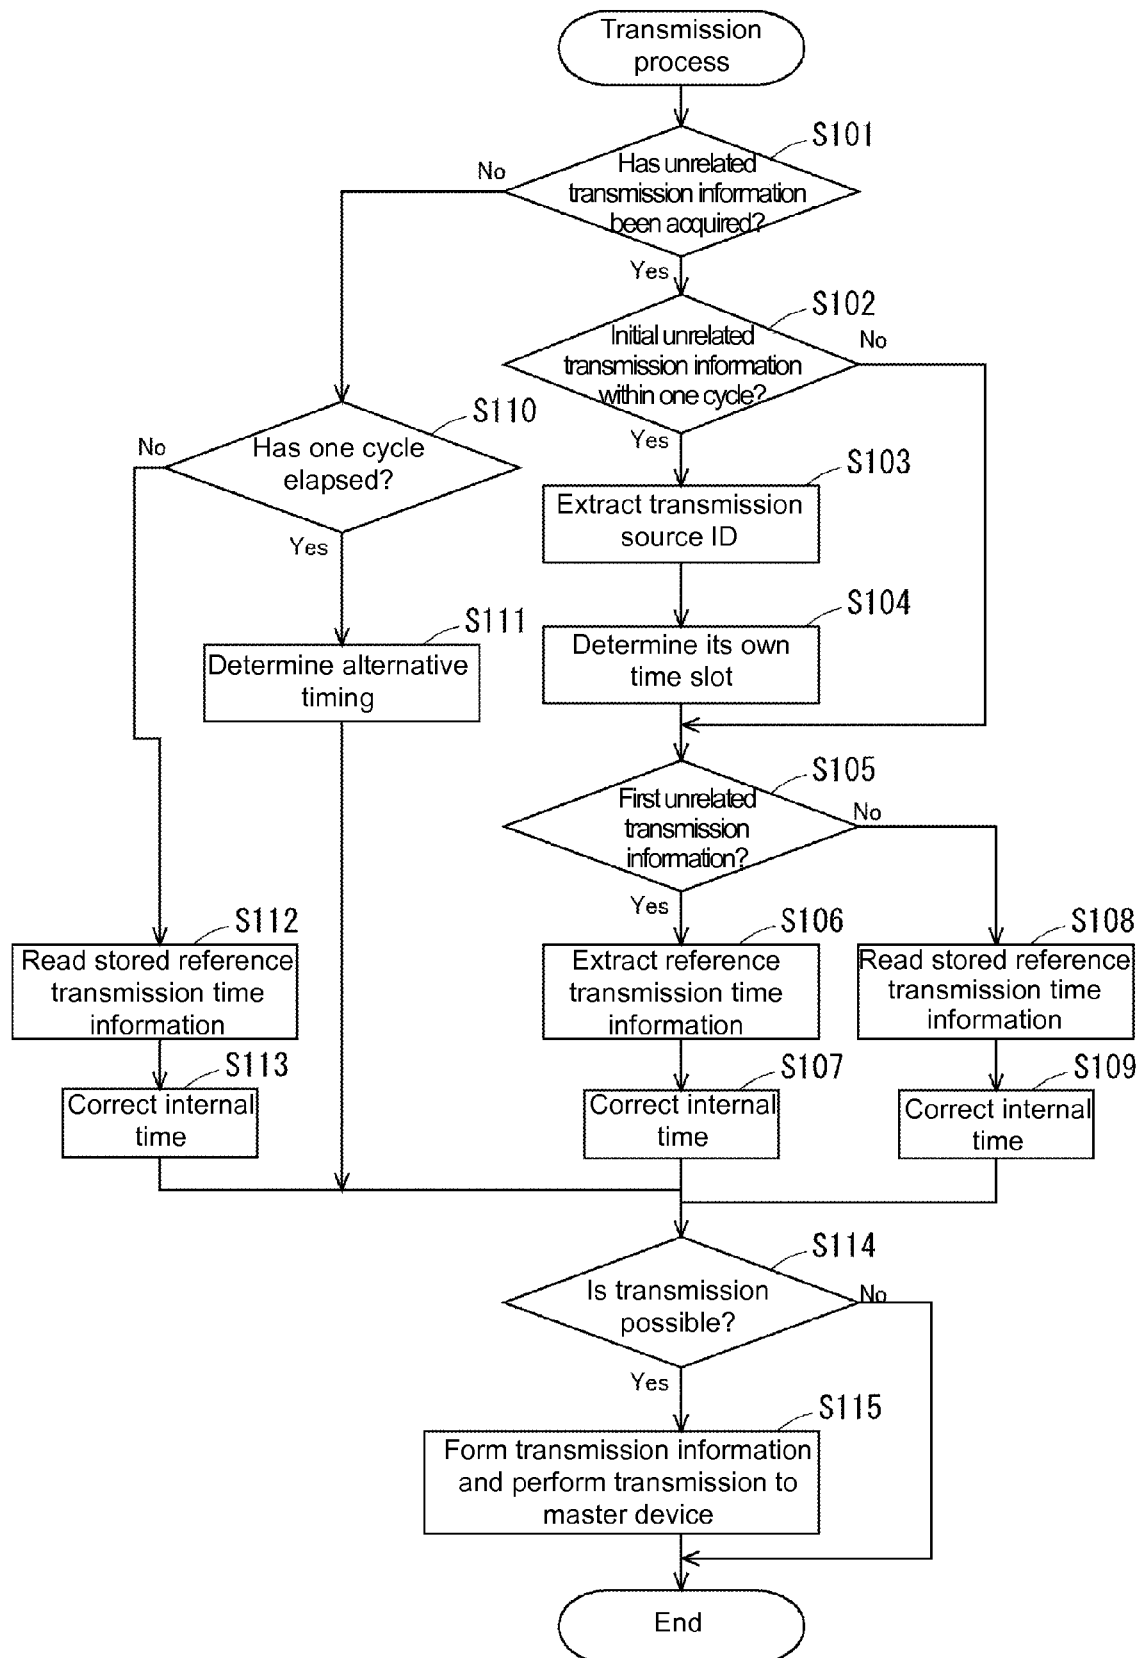 Transmission
process
S101
Has unrelated
transmission information
been acquired?
No
Yes
S102
Initial unrelated
transmission information
within one cycle?
No
Yes
S110
Has one cycle
elapsed?
No
Yes
S103
Extract transmission
source ID
S104
Determine its own
time slot
S111
Determine alternative
timing
S105
First unrelated
transmission
information?
No
Yes
S112
Read stored reference
transmission time
information
S106
Extract reference
transmission time
information
S108
Read stored reference
transmission time
information
S113
Correct internal
time
S107
Correct internal
time
S109
Correct internal
time
S114
Is transmission
possible?
No
Yes
S115
Form transmission information
and perform transmission to
master device
End